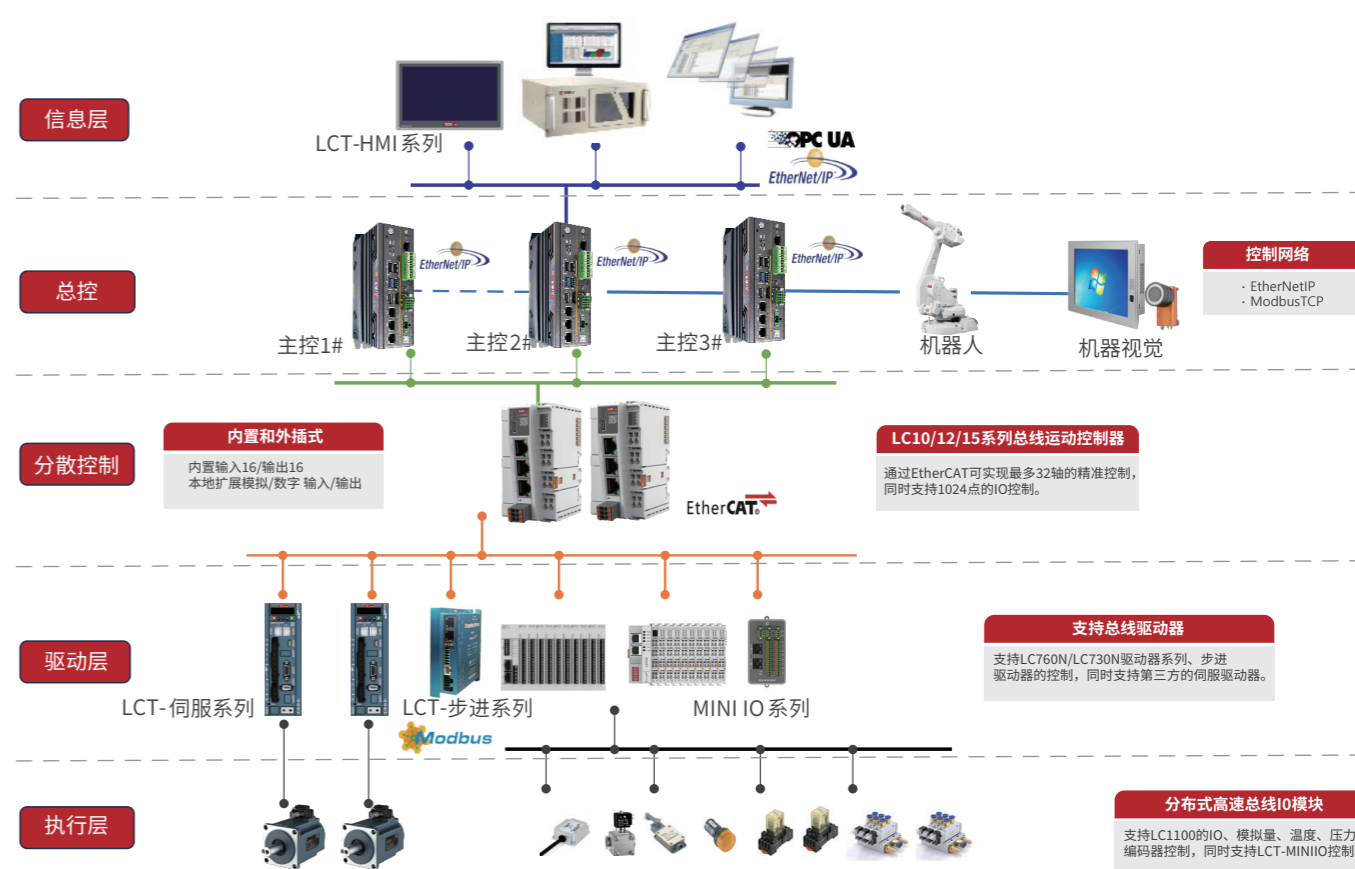 信息层
LCT-HMI系列
OPC UA
EtherNet/IP
总控
EtherNet/IP
EtherNet/IP
EtherNet/IP
主控1#
主控2#
主控3#
机器人
机器视觉
控制网络
· EtherNetIP
· ModbusTCP
分散控制
内置和外插式
内置输入16/输出16
本地扩展模拟/数字 输入/输出
EtherCAT
LC10/12/15系列总线运动控制器
通过EtherCAT可实现最多32轴的精准控制，
同时支持1024点的IO控制。
驱动层
LCT-伺服系列
LCT-步进系列
MINI IO系列
Modbus
支持总线驱动器
支持LC760N/LC730N驱动器系列、步进
驱动器的控制，同时支持第三方的伺服驱动器。
执行层
分布式高速总线I0模块
支持LC1100的IO、模拟量、温度、压力
编码器控制，同时支持LCT-MINIIO控制